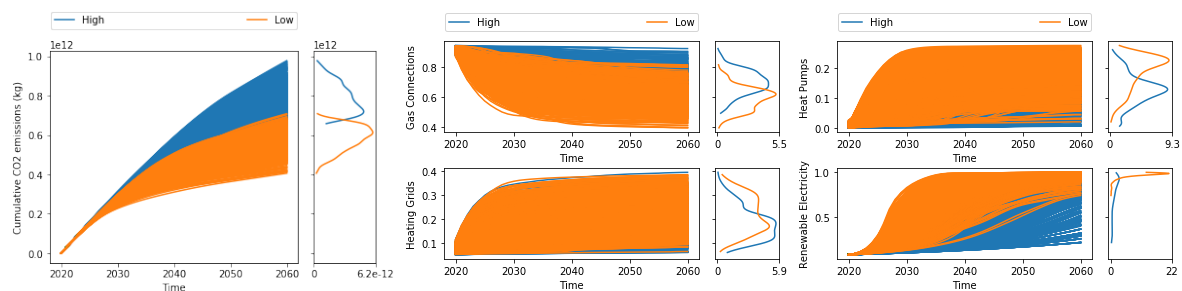 High Low
1e12
1e12
Cumulative CO2 emissions (kg)
1.0
0.8
0.6
0.4
0.2
0.0
2020 2030 2040 2050 2060
Time
0 6.2e-12
High Low
Gas Connections
0.8
0.6
0.4
2020 2030 2040 2050 2060
Time
0 5.5
Heating Grids
0.4
0.3
0.2
0.1
2020 2030 2040 2050 2060
Time
0 5.9
High Low
Heat Pumps
0.2
0.1
0.0
2020 2030 2040 2050 2060
Time
0 9.3
Renewable Electricity
1.0
0.5
2020 2030 2040 2050 2060
Time
0 22